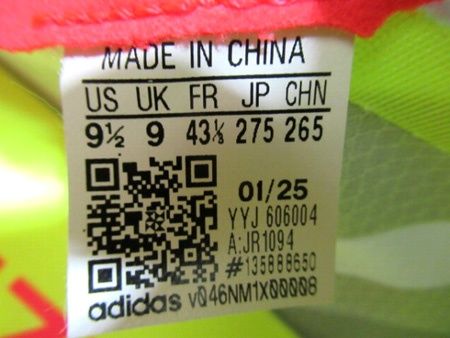 MADE IN CHINA
US UK FR JP CHN
9½ 9 43⅓ 275 265
01/25
YYJ 606004
A:JR1094
#135888650
adidas v046NM1X00008